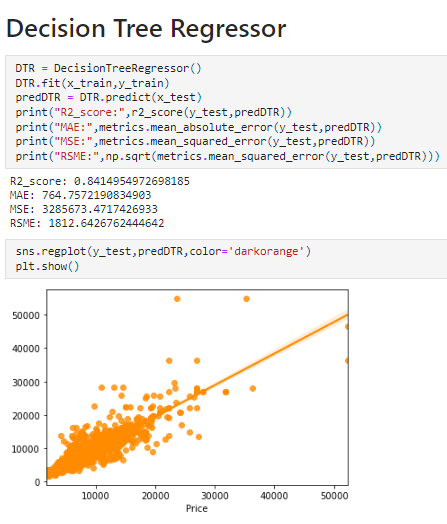 Decision Tree Regressor
DTR = DecisionTreeRegressor()
DTR.fit(x_train,y_train)
predDTR = DTR.predict(x_test)
print("R2_score:",r2_score(y_test,predDTR))
print("MAE:",metrics.mean_absolute_error(y_test,predDTR))
print("MSE:",metrics.mean_squared_error(y_test,predDTR))
print("RSME:",np.sqrt(metrics.mean_squared_error(y_test,predDTR)))
R2_score: 0.8414954972698185
MAE: 764.7572190834903
MSE: 3285673.4717426933
RSME: 1812.6426762444642
sns.regplot(y_test,predDTR,color='darkorange')
plt.show()
50000
40000
30000
20000
10000
0
10000 20000 30000 40000 50000
Price